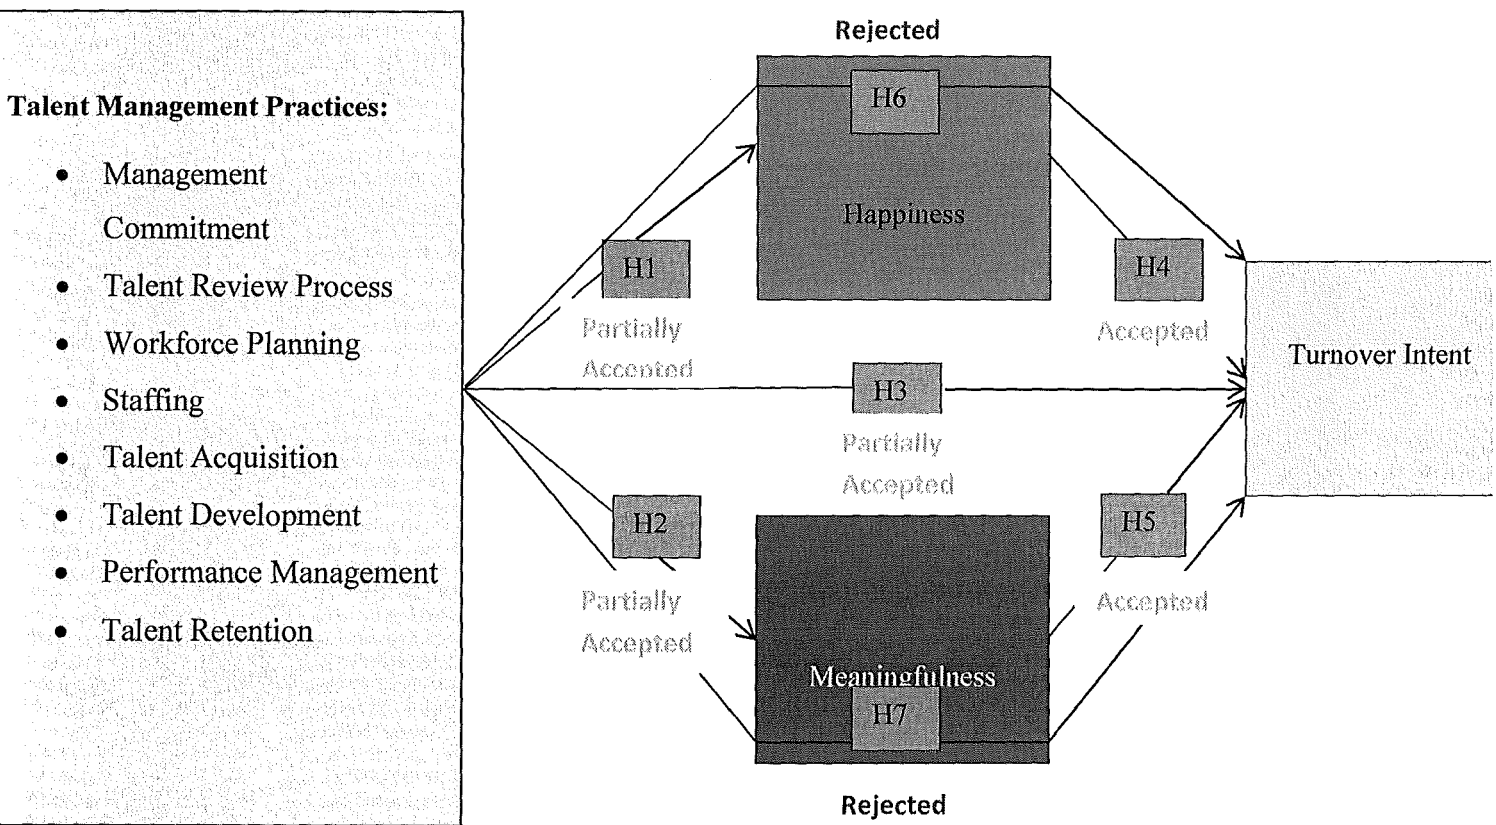 Rejected
H6
Talent Management Practices:
• Management
Commitment
• Talent Review Process
• Workforce Planning
• Staffing
• Talent Acquisition
• Talent Development
• Performance Management
• Talent Retention
Happiness
H1
Partially
Accepted
H4
Accepted
H3
Partially
Accepted
Turnover Intent
H2
Partially
Accepted
H5
Accepted
Meaningfulness
H7
Rejected